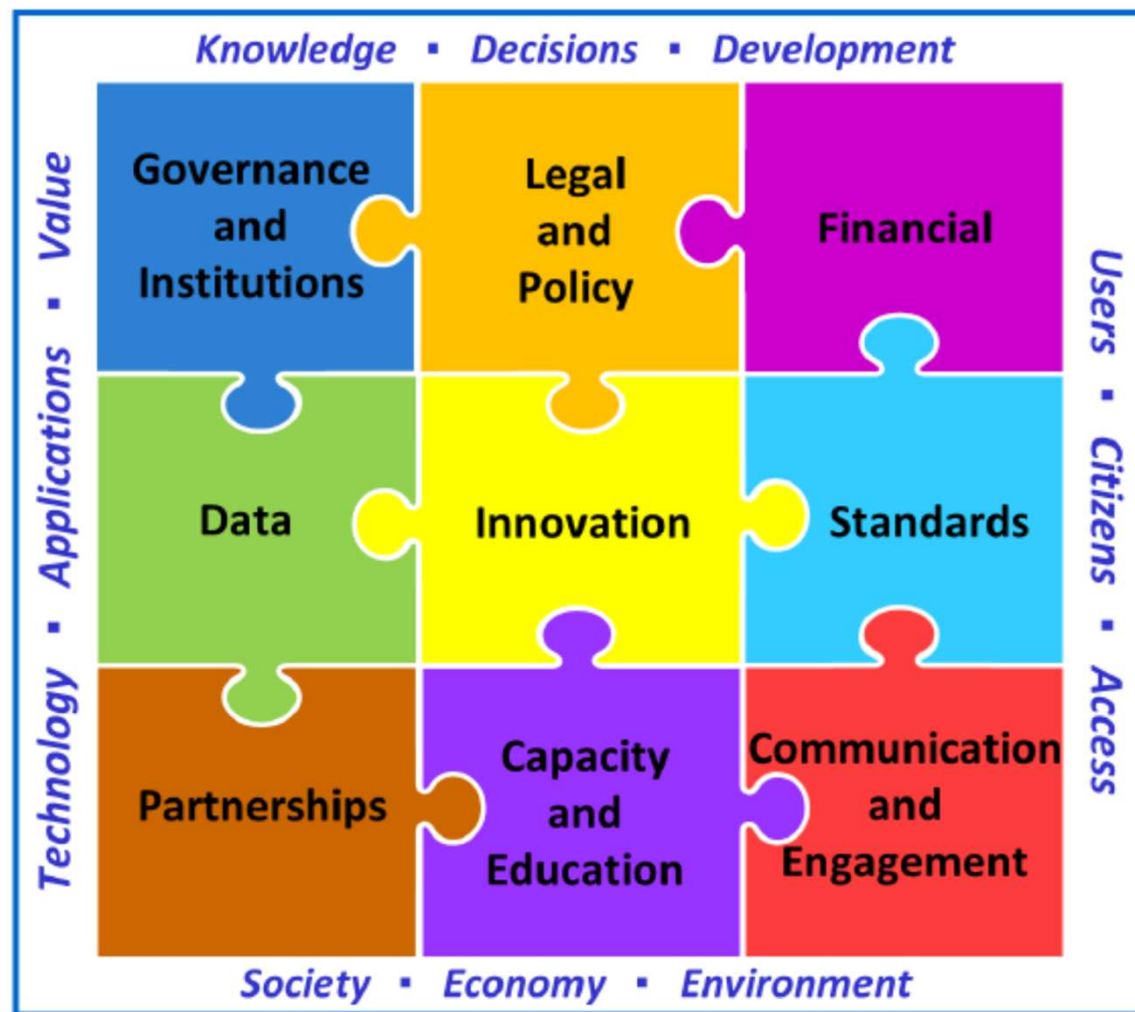 Knowledge ▪ Decisions ▪ Development
Technology ▪ Applications ▪ Value
Governance
and
Institutions
Legal
and
Policy
Financial
Users ▪ Citizens ▪ Access
Data
Innovation
Standards
Partnerships
Capacity
and
Education
Communication
and
Engagement
Society ▪ Economy ▪ Environment